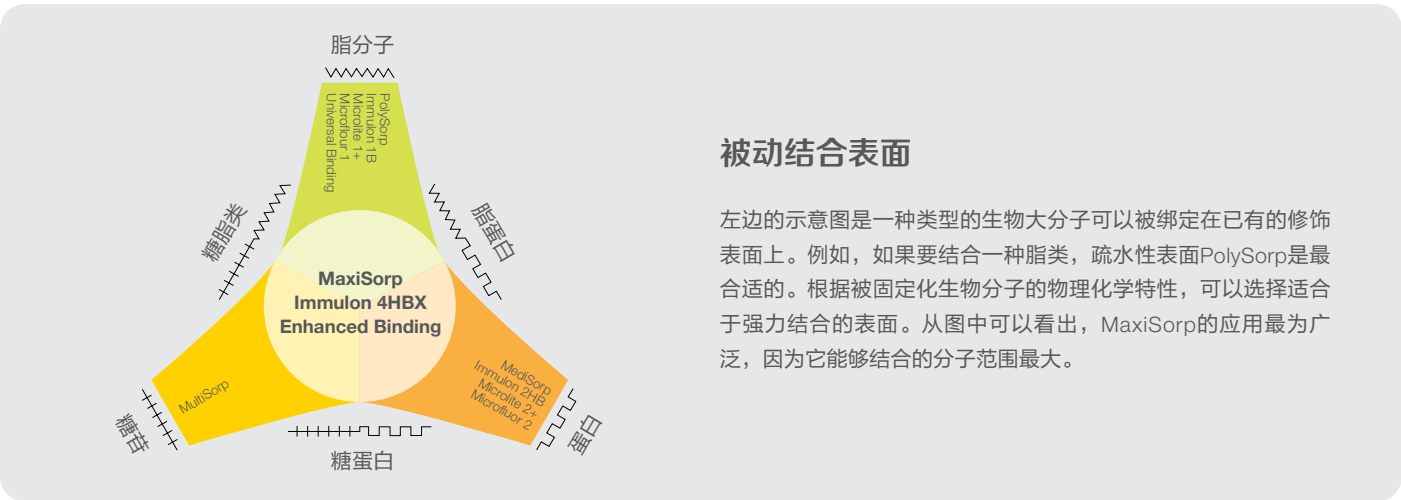 脂分子
PolySorp
Immulon 1B
Microlite 1+
Microflour 1
Universal Binding
糖脂类
脂蛋白
MaxiSorp
Immulon 4HBX
Enhanced Binding
MultiSorp
MediSorp
Immulon 2HB
Microlite 2+
Microfluor 2
糖苷
蛋白
糖蛋白
被动结合表面
左边的示意图是一种类型的生物大分子可以被绑定在已有的修饰
表面上。例如，如果要结合一种脂类，疏水性表面PolySorp是最
合适的。根据被固定化生物分子的物理化学特性，可以选择适合
于强力结合的表面。从图中可以看出，MaxiSorp的应用最为广
泛，因为它能够结合的分子范围最大。